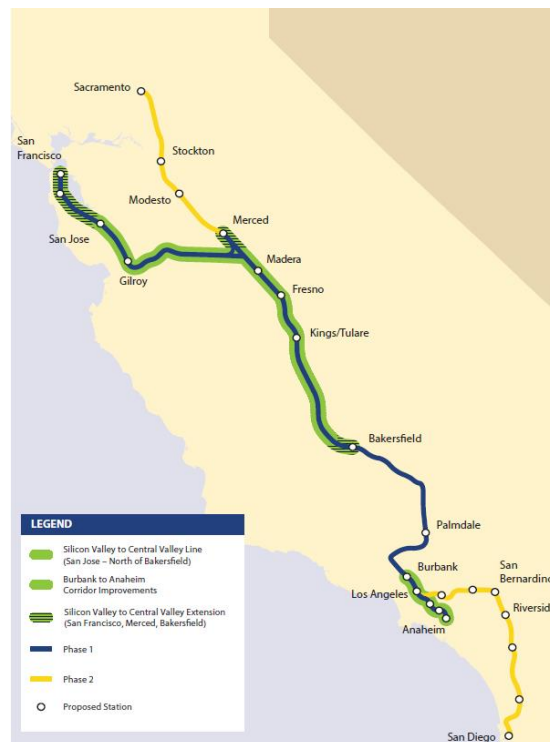 Sacramento
San
Francisco
Stockton
Modesto
Merced
San Jose
Madera
Gilroy
Fresno
Kings/Tulare
Bakersfield
Palmdale
Burbank
San
Bernardino
Los Angeles
Riversid
Anaheim
San Diego
LEGEND
Silicon Valley to Central Valley Line
(San Jose – North of Bakersfield)
Burbank to Anaheim
Corridor Improvements
Silicon Valley to Central Valley Extension
(San Francisco, Merced, Bakersfield)
Phase 1
Phase 2
Proposed Station